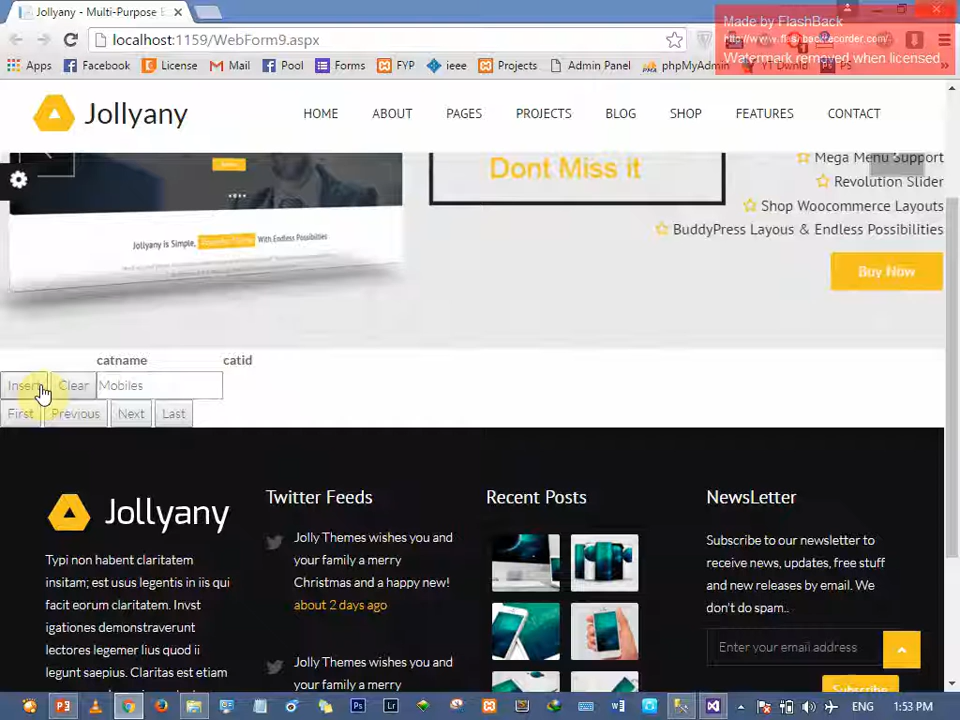 Jollyany - Multi-Purpose E
Made by FlashBack
Watermark removed when licensed
localhost:1159/WebForm9.aspx
Apps Facebook License Mail Pool Forms FYP ieee Projects Admin Panel phpMyAdmin
Jollyany HOME ABOUT PAGES PROJECTS BLOG SHOP FEATURES CONTACT
Dont Miss it
Mega Menu Support
Revolution Slider
Shop Woocommerce Layouts
BuddyPress Layous & Endless Possibilities
Jollyany is Simple, With Endless Possibilities
Buy Now
catname catid
Insert Clear Mobiles
First Previous Next Last
Jollyany
Typi non habent claritatem
insitam; est usus legentis in iis qui
facit eorum claritatem. Invst
igationes demonstraverunt
lectores legemer lius quod ii
legunt saepius. Claritas est etiam
Twitter Feeds
Jolly Themes wishes you and
your family a merry
Christmas and a happy new!
about 2 days ago
Jolly Themes wishes you and
your family a merry
Recent Posts
NewsLetter
Subscribe to our newsletter to
receive news, updates, free stuff
and new releases by email. We
don't do spam..
Enter your email address
Subscribe
ENG 1:53 PM